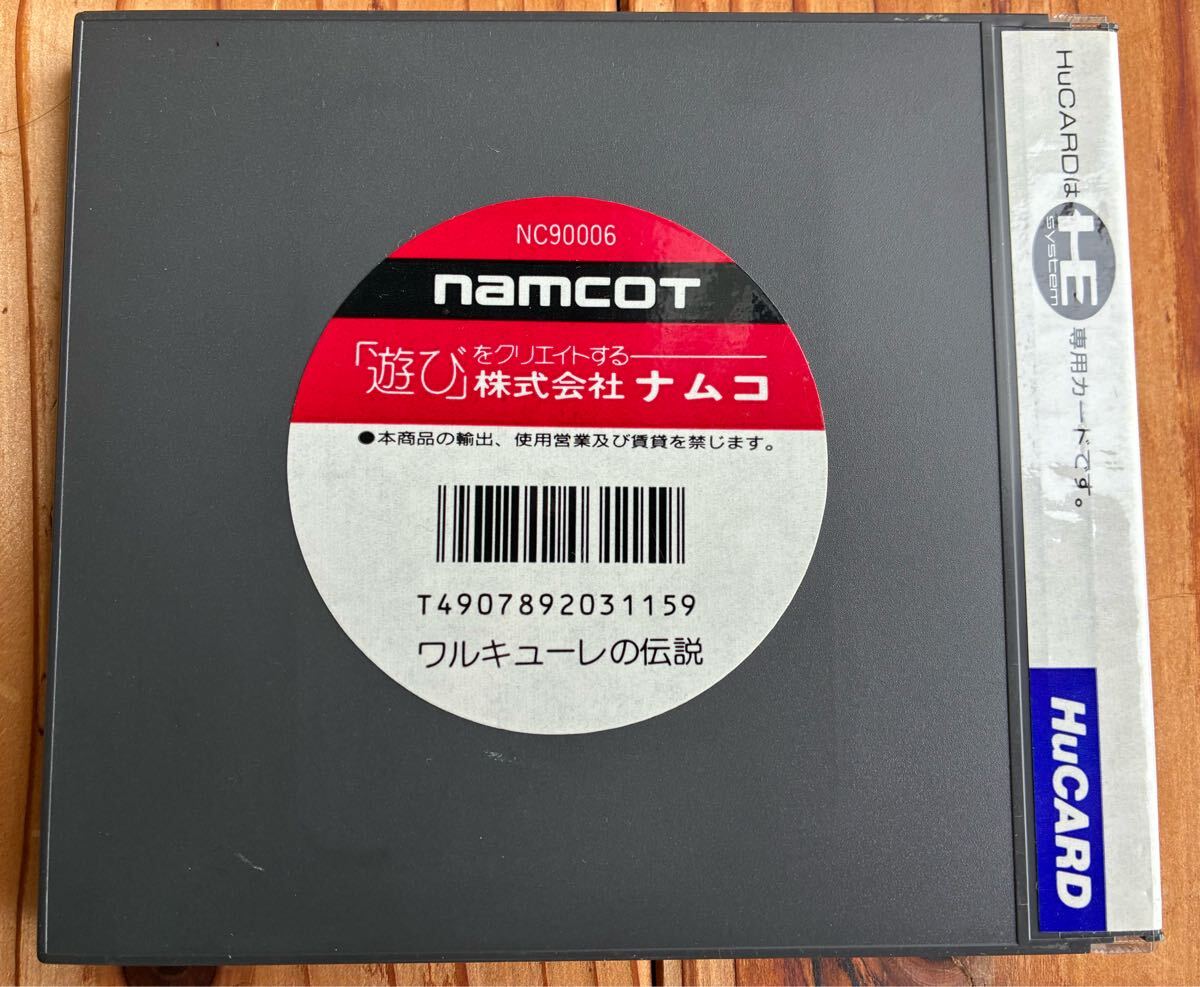 NC90006
namcoT
「遊び」をクリエイトする
株式会社ナムコ
●本商品の輸出、使用営業及び賃貸を禁じます。
T4907892031159
ワルキューレの伝説
HuCARDは、HE system 専用カードです。
HuCARD